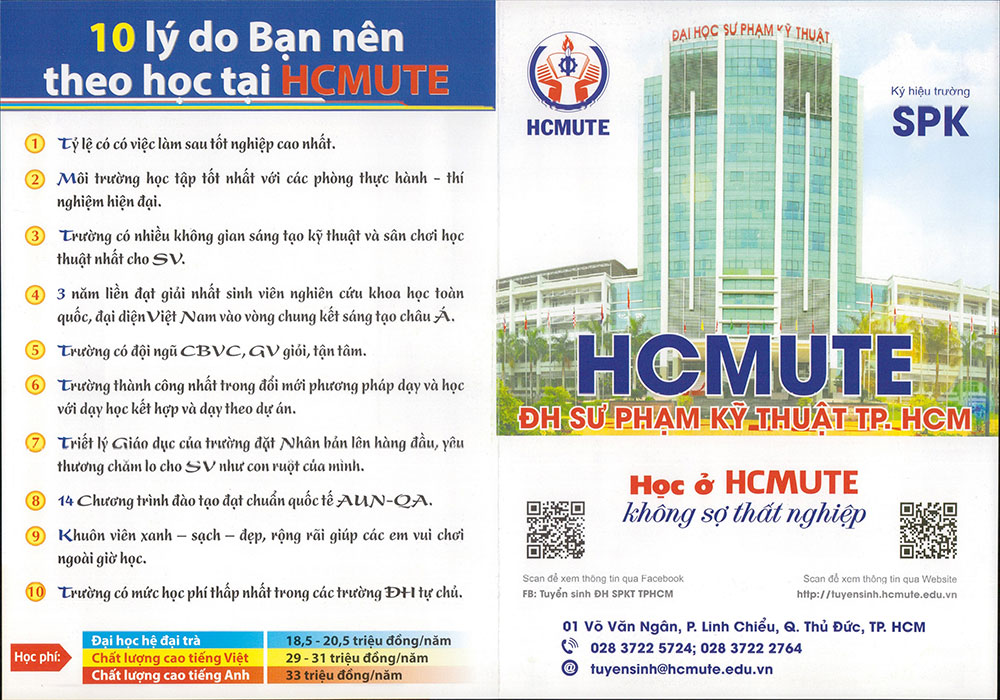 10 lý do Bạn nên
theo học tại HCMUTE
1 Tỷ lệ có có việc làm sau tốt nghiệp cao nhất.
2 Môi trường học tập tốt nhất với các phòng thực hành - thí
nghiệm hiện đại.
3 Trường có nhiều không gian sáng tạo kỹ thuật và sân chơi học
thuật nhất cho SV.
4 3 năm liền đạt giải nhất sinh viên nghiên cứu khoa học toàn
quốc, đại diện Việt Nam vào vòng chung kết sáng tạo châu Á.
5 Trường có đội ngũ CBVC, GV giỏi, tận tâm.
6 Trường thành công nhất trong đổi mới phương pháp dạy và học
với dạy học kết hợp và dạy theo dự án.
7 Triết lý Giáo dục của trường đặt Nhân bản lên hàng đầu, yêu
thương chăm lo cho SV như con ruột của mình.
8 14 Chương trình đào tạo đạt chuẩn quốc tế AUN-QA.
9 Khuôn viên xanh – sạch – đẹp, rộng rãi giúp các em vui chơi
ngoài giờ học.
10 Trường có mức học phí thấp nhất trong các trường ĐH tự chủ.
Học phí:
Đại học hệ đại trà 18,5 - 20,5 triệu đồng/năm
Chất lượng cao tiếng Việt 29 - 31 triệu đồng/năm
Chất lượng cao tiếng Anh 33 triệu đồng/năm
ĐẠI HỌC SƯ PHẠM KỸ THUẬT
HCMUTE
Ký hiệu trường
SPK
HCMUTE
ĐH SƯ PHẠM KỸ THUẬT TP. HCM
Học ở HCMUTE
không sợ thất nghiệp
Scan để xem thông tin qua Facebook
FB: Tuyển sinh ĐH SPKT TPHCM
Scan để xem thông tin qua Website
http://tuyensinh.hcmute.edu.vn
01 Võ Văn Ngân, P. Linh Chiểu, Q. Thủ Đức, TP. HCM
028 3722 5724; 028 3722 2764
tuyensinh@hcmute.edu.vn